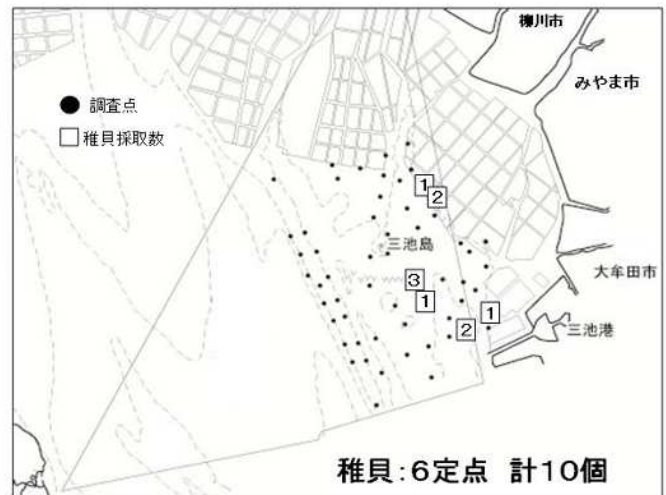 柳川市
みやま市
● 調査点
□ 稚貝採取数
1
2
三池島
大牟田市
3
1
1
三池港
2
稚貝:6定点 計10個